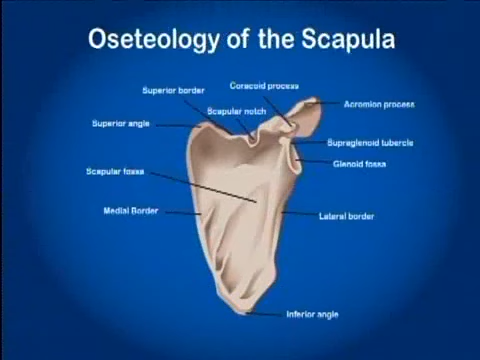 Oseteology of the Scapula
Coracoid process
Superior border
Acromion process
Scapular notch
Superior angle
Supraglenoid tubercle
Glenoid fossa
Scapular fossa
Medial Border
Lateral border
Inferior angle